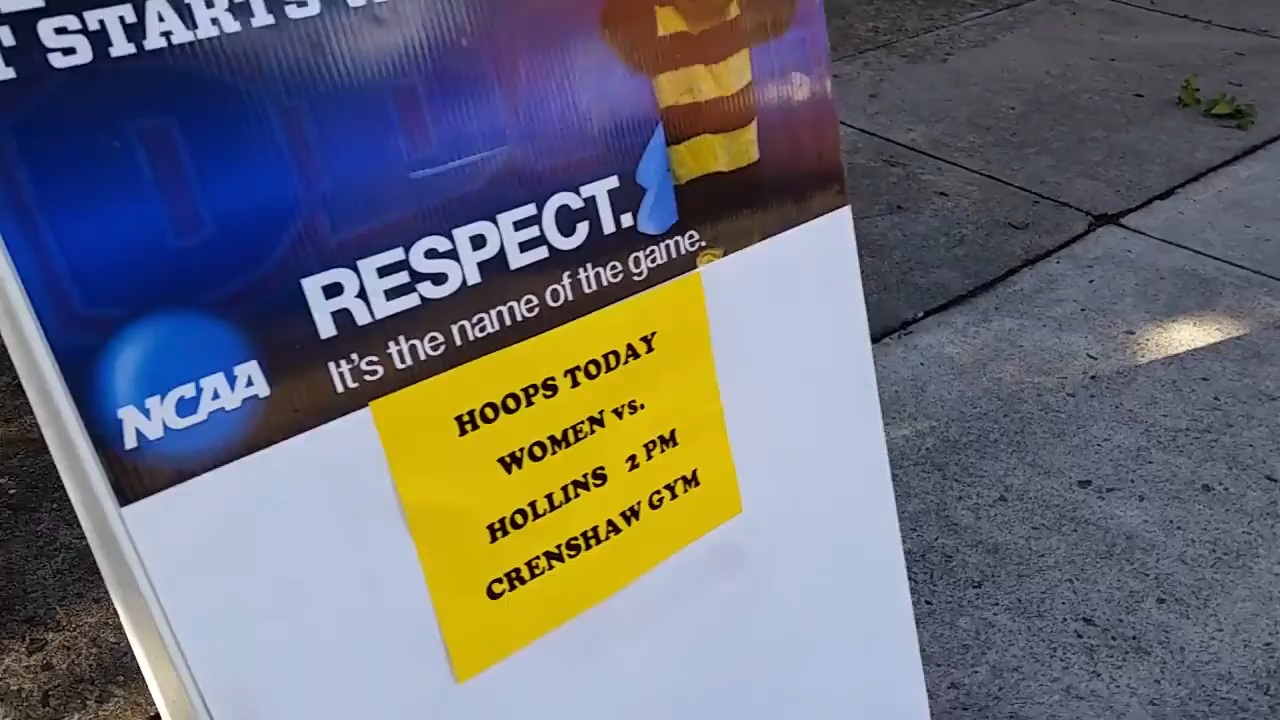 STARTS
RESPECT.
It's the name of the game.
NCAA
HOOPS TODAY
WOMEN vs.
HOLLINS 2 PM
CRENSHAW GYM